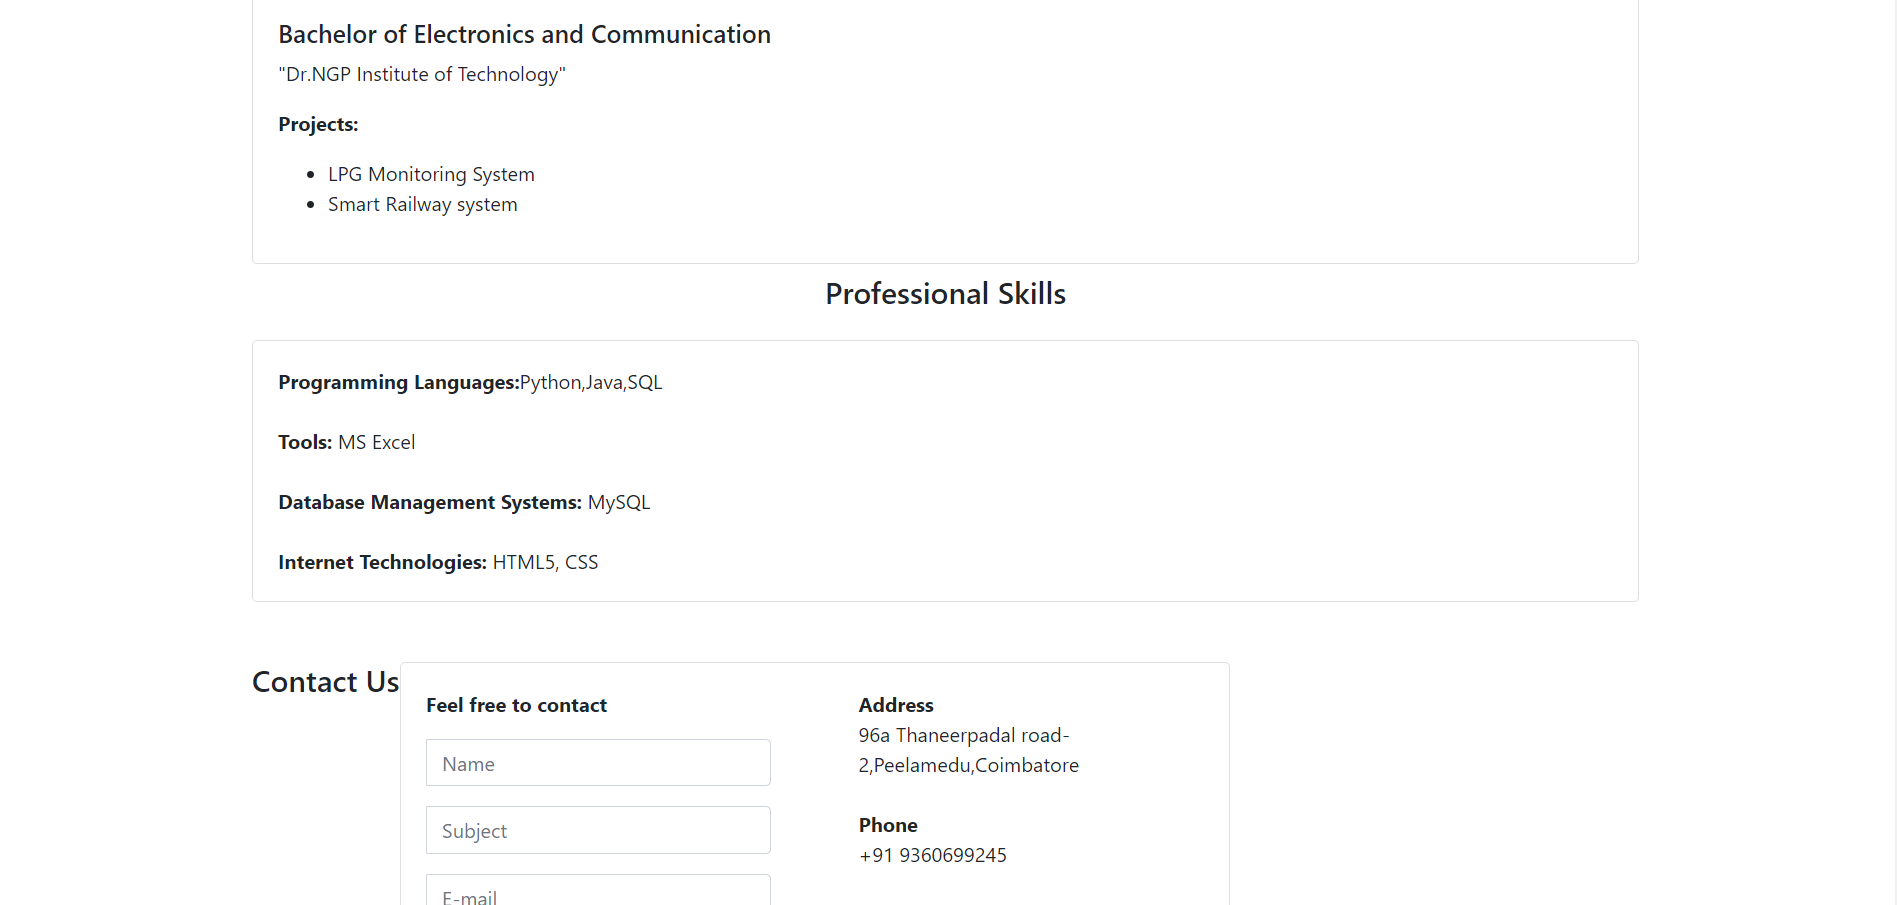 Bachelor of Electronics and Communication
"Dr.NGP Institute of Technology"
Projects:
LPG Monitoring System
Smart Railway system
Professional Skills
Programming Languages:Python,Java,SQL
Tools: MS Excel
Database Management Systems: MySQL
Internet Technologies: HTML5, CSS
Contact Us
Feel free to contact
Name
Subject
E-mail
Address
96a Thaneerpadal road-
2,Peelamedu,Coimbatore
Phone
+91 9360699245